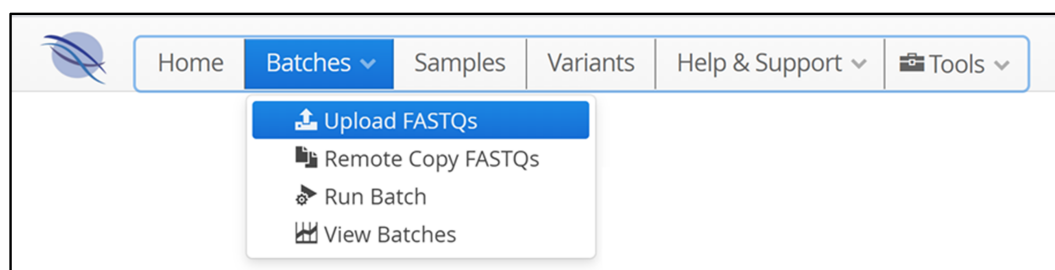 Home Batches Samples Variants Help & Support Tools
Upload FASTQs
Remote Copy FASTQs
Run Batch
View Batches